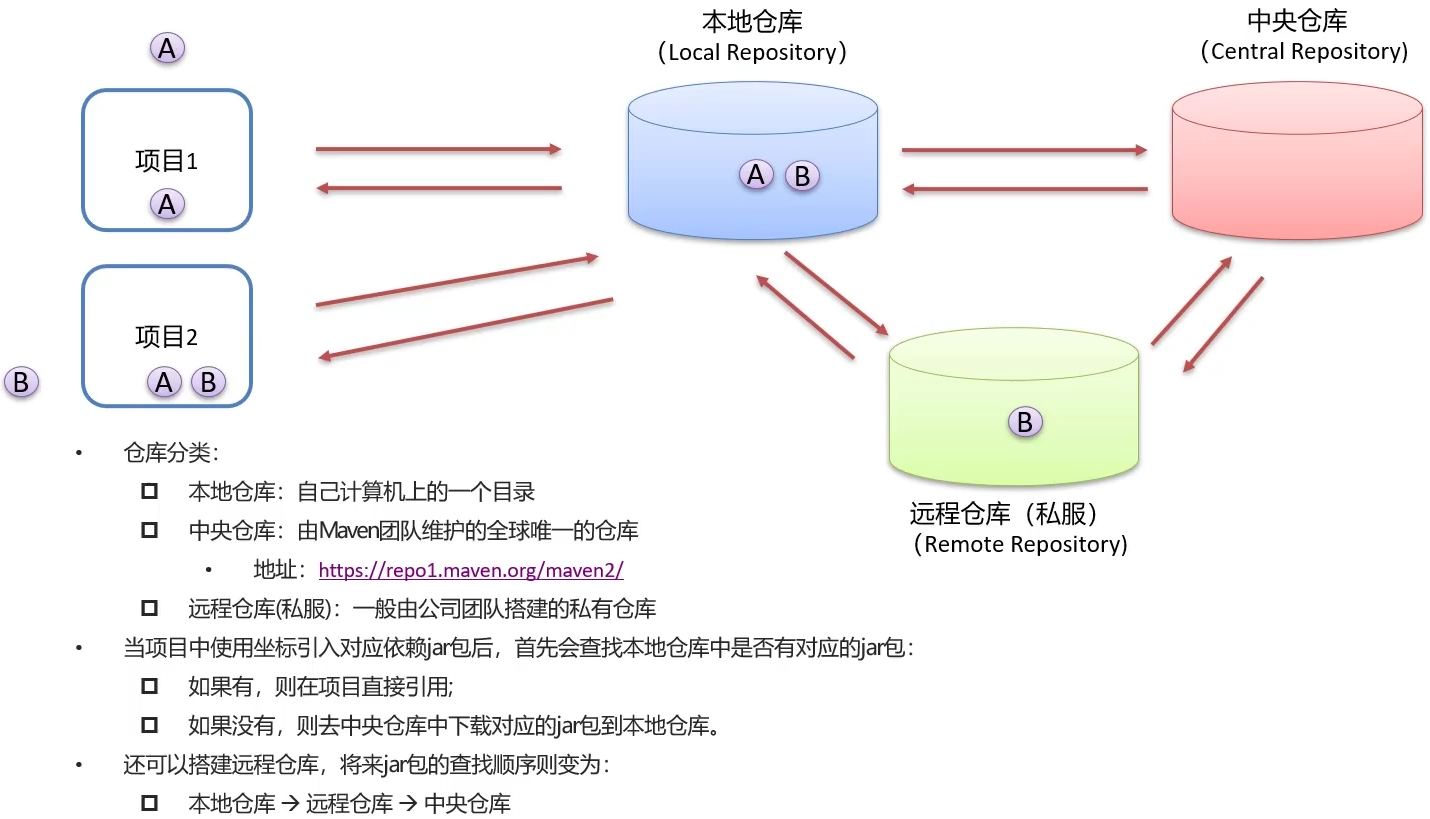 A
本地仓库
（Local Repository）
中央仓库
（Central Repository)
项目1
A
A B
项目2
A B
B
B
远程仓库（私服）
（Remote Repository)
• 仓库分类：
本地仓库：自己计算机上的一个目录
中央仓库：由Maven团队维护的全球唯一的仓库
• 地址：https://repo1.maven.org/maven2/
远程仓库(私服)：一般由公司团队搭建的私有仓库
• 当项目中使用坐标引入对应依赖jar包后，首先会查找本地仓库中是否有对应的jar包：
如果有，则在项目直接引用;
如果没有，则去中央仓库中下载对应的jar包到本地仓库。
• 还可以搭建远程仓库，将来jar包的查找顺序则变为：
本地仓库 → 远程仓库 → 中央仓库